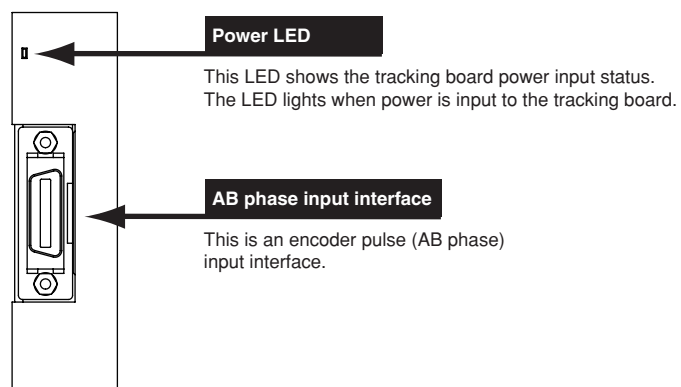 Power LED
This LED shows the tracking board power input status.
The LED lights when power is input to the tracking board.
AB phase input interface
This is an encoder pulse (AB phase)
input interface.